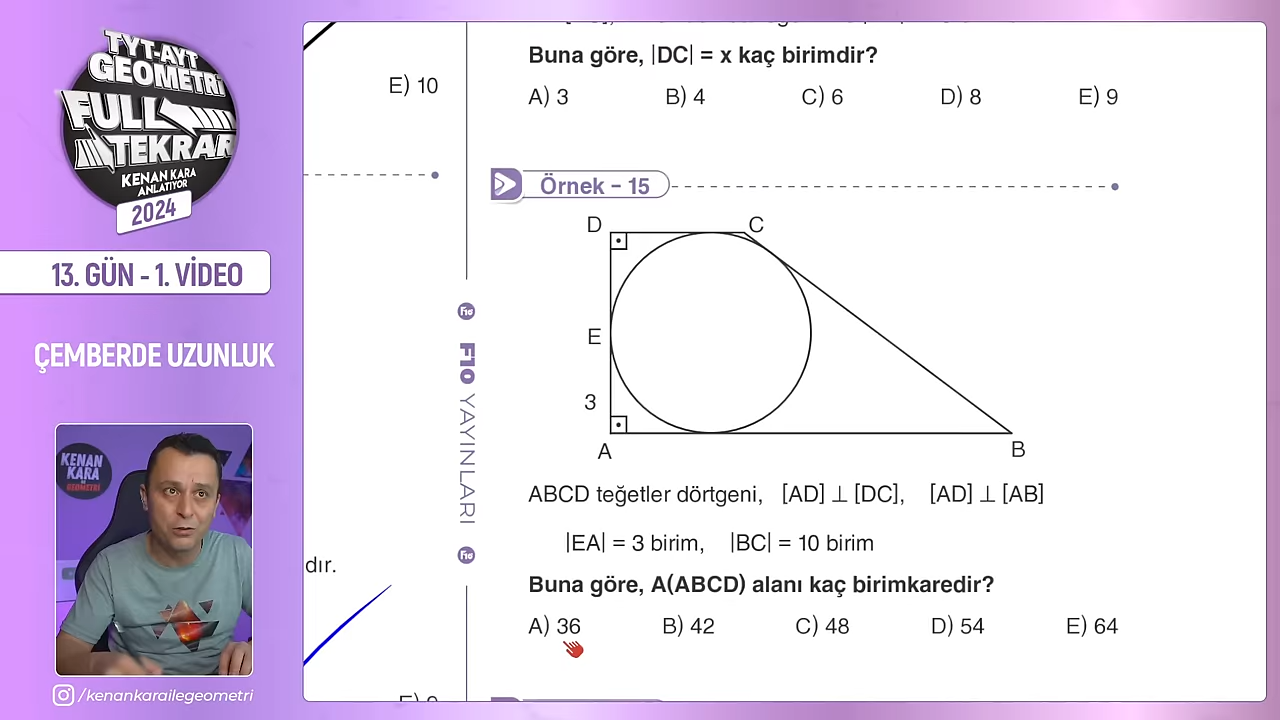 TYT-AYT
GEOMETRİ
FULL
TEKRAR
KENAN KARA
ANLATIYOR
2024
13. GÜN - 1. VİDEO
ÇEMBERDE UZUNLUK
KENAN
KARA
GEOMETRİ
/kenankarailegeometri
E) 10
dır.
F10 YAYINLARI
Buna göre, |DC| = x kaç birimdir?
A) 3 B) 4 C) 6 D) 8 E) 9
Örnek – 15
D C
E
3
A B
ABCD teğetler dörtgeni, [AD] ⊥ [DC], [AD] ⊥ [AB]
|EA| = 3 birim, |BC| = 10 birim
Buna göre, A(ABCD) alanı kaç birimkaredir?
A) 36 B) 42 C) 48 D) 54 E) 64